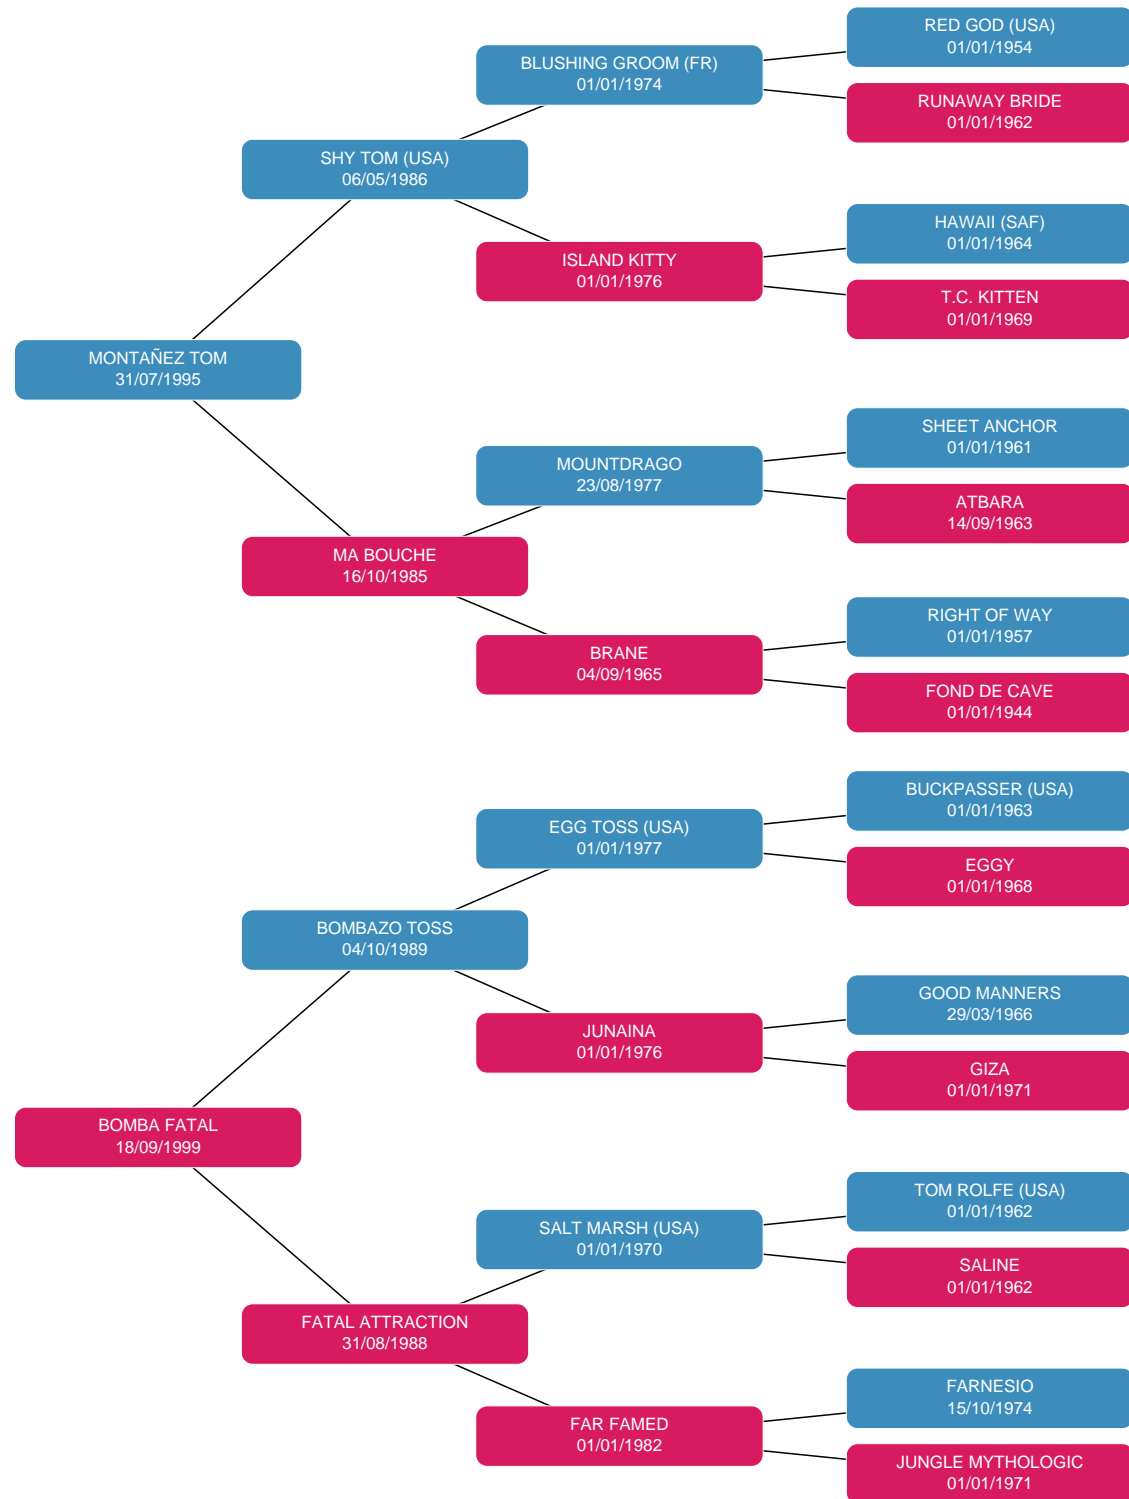 RED GOD (USA)
01/01/1954
BLUSHING GROOM (FR)
01/01/1974
RUNAWAY BRIDE
01/01/1962
SHY TOM (USA)
06/05/1986
HAWAII (SAF)
01/01/1964
ISLAND KITTY
01/01/1976
T.C. KITTEN
01/01/1969
MONTAÑEZ TOM
31/07/1995
SHEET ANCHOR
01/01/1961
MOUNTDRAGO
23/08/1977
ATBARA
14/09/1963
MA BOUCHE
16/10/1985
RIGHT OF WAY
01/01/1957
BRANE
04/09/1965
FOND DE CAVE
01/01/1944
BUCKPASSER (USA)
01/01/1963
EGG TOSS (USA)
01/01/1977
EGGY
01/01/1968
BOMBAZO TOSS
04/10/1989
GOOD MANNERS
29/03/1966
JUNAINA
01/01/1976
GIZA
01/01/1971
BOMBA FATAL
18/09/1999
TOM ROLFE (USA)
01/01/1962
SALT MARSH (USA)
01/01/1970
SALINE
01/01/1962
FATAL ATTRACTION
31/08/1988
FARNESIO
15/10/1974
FAR FAMED
01/01/1982
JUNGLE MYTHOLOGIC
01/01/1971